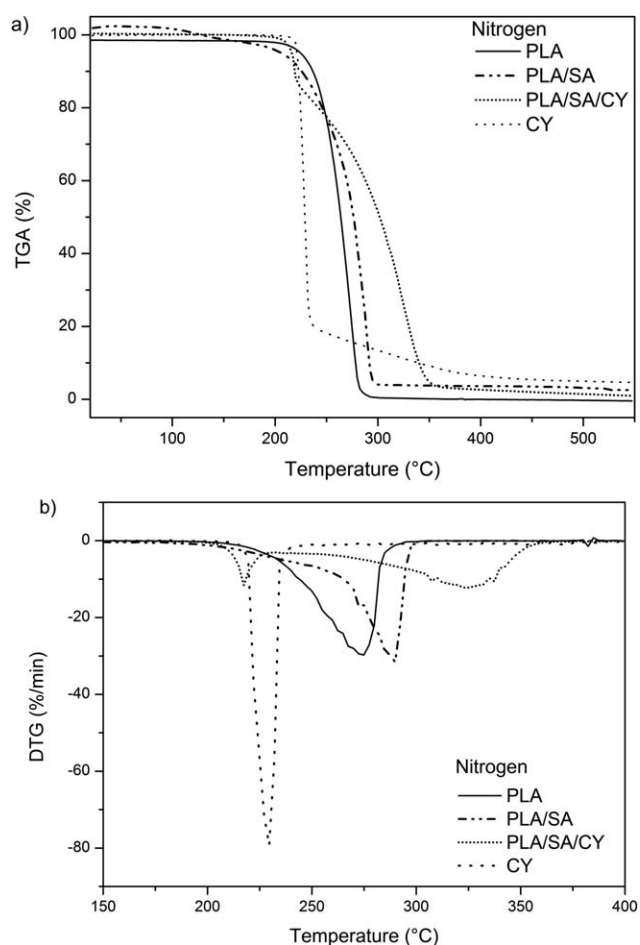 a)
Nitrogen
PLA
PLA/SA
PLA/SA/CY
CY
TGA (%)
100
80
60
40
20
0
100 200 300 400 500
Temperature (°C)
b)
DTG (%/min)
0
-20
-40
-60
-80
Nitrogen
PLA
PLA/SA
PLA/SA/CY
CY
150 200 250 300 350 400
Temperature (°C)